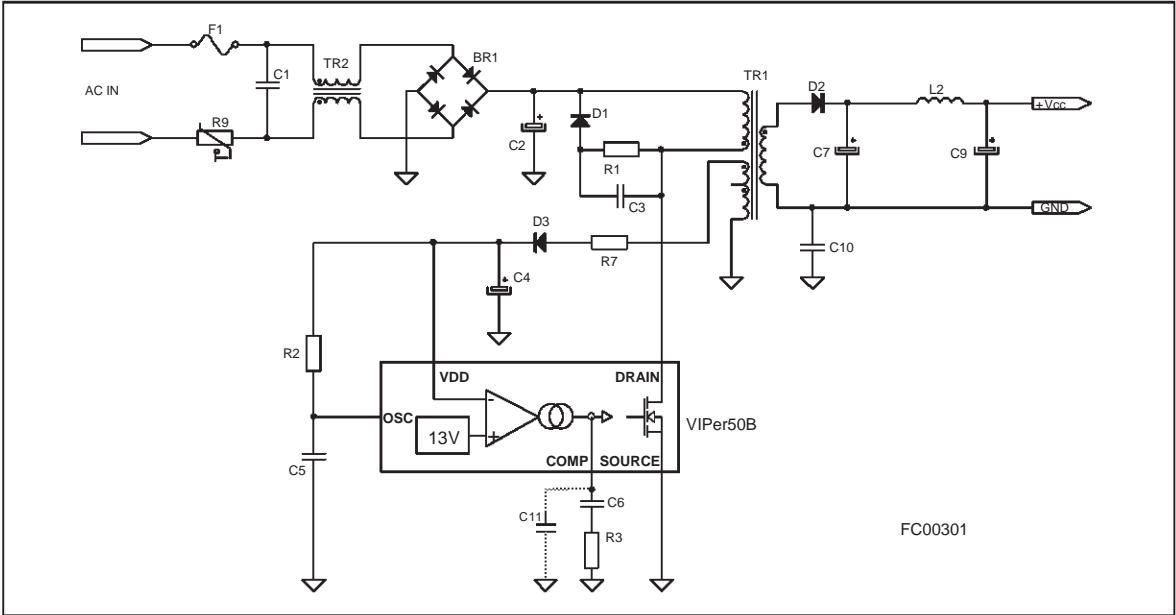 F1
TR2
BR1
C1
AC IN
TR1
D2
L2
+Vcc
R9
D1
C2
C7
C9
R1
C3
GND
D3
C10
R7
C4
R2
VDD
DRAIN
OSC
-
13V
+
VIPer50B
COMP
SOURCE
C5
C6
C11
R3
FC00301